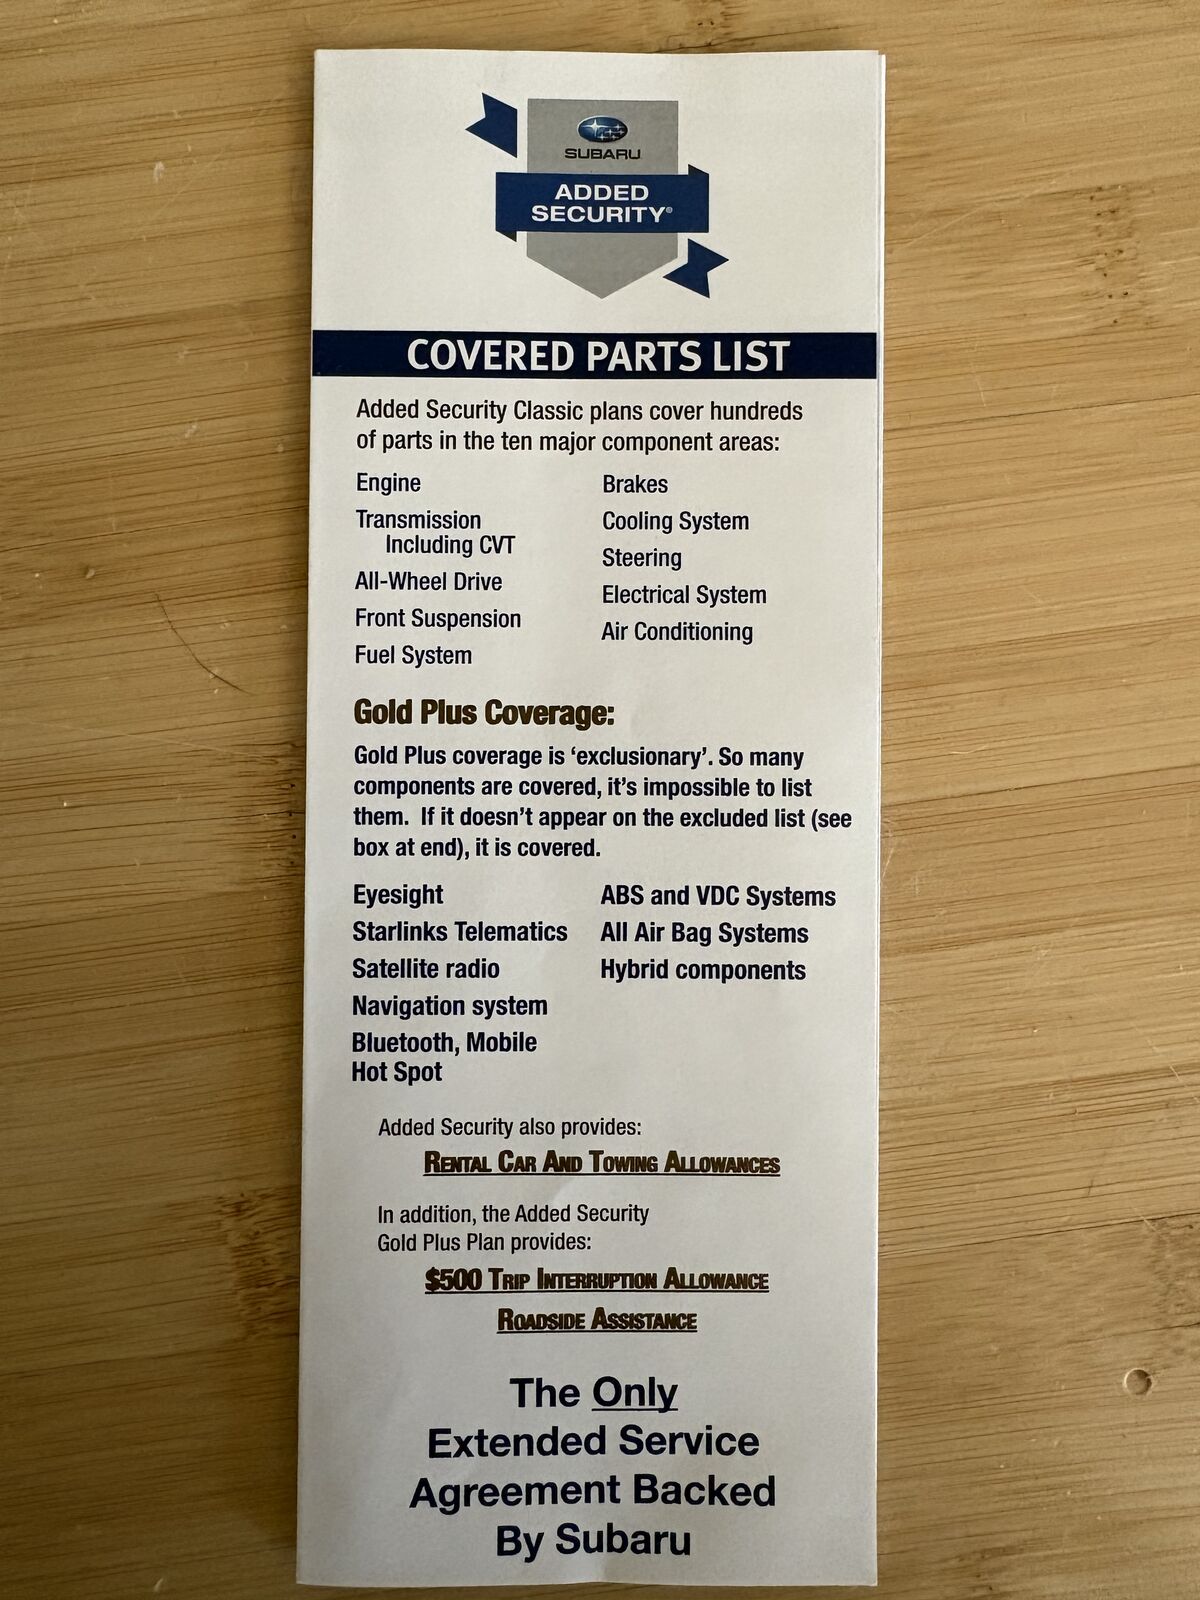 SUBARU
ADDED
SECURITY®
COVERED PARTS LIST
Added Security Classic plans cover hundreds
of parts in the ten major component areas:
Engine
Transmission
Including CVT
All-Wheel Drive
Front Suspension
Fuel System
Brakes
Cooling System
Steering
Electrical System
Air Conditioning
Gold Plus Coverage:
Gold Plus coverage is ‘exclusionary’. So many
components are covered, it’s impossible to list
them.  If it doesn’t appear on the excluded list (see
box at end), it is covered.
Eyesight
Starlinks Telematics
Satellite radio
Navigation system
Bluetooth, Mobile
Hot Spot
ABS and VDC Systems
All Air Bag Systems
Hybrid components
Added Security also provides:
Rental Car And Towing Allowances
In addition, the Added Security
Gold Plus Plan provides:
$500 Trip Interruption Allowance
Roadside Assistance
The Only
Extended Service
Agreement Backed
By Subaru